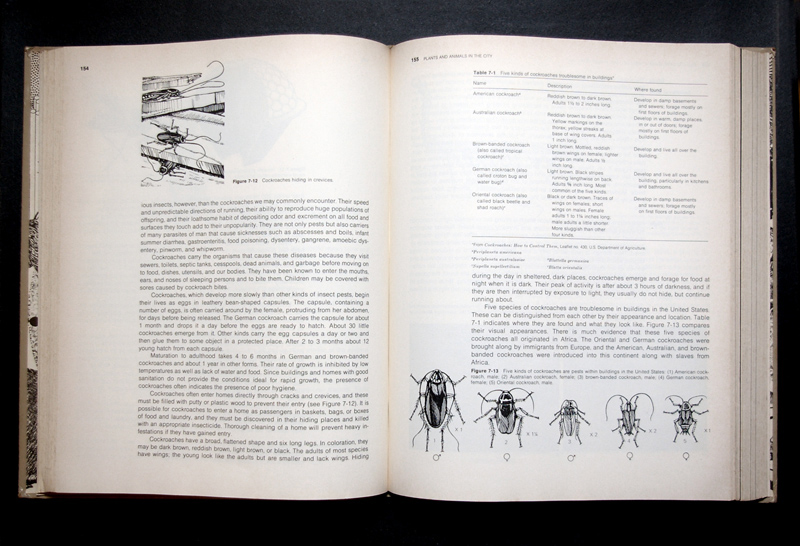 194
Figure 7-12 Cockroaches hiding in crevices.
ious insects, however, than the cockroaches we may commonly encounter. Their speed
and unpredictable directions of running, their ability to reproduce huge populations of
offspring, and their loathsome habit of depositing odor and excrement on all food and
surfaces they touch add to their unpopularity. They are not only pests but also carriers
of many parasites of man that cause sicknesses such as abscesses and boils, infant
summer diarrhea, gastroenteritis, food poisoning, dysentery, gangrene, amoebic dys-
entery, pinworm, and whipworm.
Cockroaches carry the organisms that cause these diseases because they visit
sewers, toilets, septic tanks, cesspools, dead animals, and garbage before moving on
to food, dishes, utensils, and our bodies. They have been known to enter the mouths,
ears, and noses of sleeping persons and to bite them. Children may be covered with
sores caused by cockroach bites.
Cockroaches, which develop more slowly than other kinds of insect pests, begin
their lives as eggs in leathery bean-shaped capsules. The capsule, containing a
number of eggs, is often carried around by the female, protruding from her abdomen,
for days before being released. The German cockroach carries the capsule for about
1 month and drops it a day before the eggs are ready to hatch. About 30 little
cockroaches emerge from it. Other kinds carry the egg capsules a day or two and
then glue them to some object in a protected place. After 2 to 3 months about 12
young hatch from each capsule.
Maturation to adulthood takes 4 to 6 months in German and brown-banded
cockroaches and about 1 year in other forms. Their rate of growth is inhibited by low
temperatures as well as lack of water and food. Since buildings and homes with good
sanitation do not provide the conditions ideal for rapid growth, the presence of
cockroaches often indicates the presence of poor hygiene.
Cockroaches often enter homes directly through cracks and crevices, and these
must be filled with putty or plastic wood to prevent their entry (see Figure 7-12). It is
possible for cockroaches to enter a home as passengers in baskets, bags, or boxes
of food and laundry, and they must be discovered in their hiding places and killed
with an appropriate insecticide. Thorough cleaning of a home will prevent heavy in-
festations if they have gained entry.
Cockroaches have a broad, flattened shape and six long legs. In coloration, they
may be dark brown, reddish brown, light brown, or black. The adults of most species
have wings; the young look like the adults but are smaller and lack wings. Hiding
195 PLANTS AND ANIMALS IN THE CITY
Table 7-1 Five kinds of cockroaches troublesome in buildings
Name Description Where found
American cockroach Reddish brown to dark brown. Develop in damp basements
Adults 1½ to 2 inches long. and sewers; forage mostly on
first floors of buildings.
Australian cockroach Reddish brown to dark brown. Develop in warm, damp places
Yellow markings on the in or out of doors; forage
thorax; yellow streaks at mostly on first floors of
base of wing covers. Adults buildings.
1 inch long.
Brown-banded cockroach Light brown. Mottled, reddish Develop and live all over the
(also called tropical brown wings on female; lighter building.
cockroach) wings on male. Adults
inch long.
German cockroach (also Light brown. Black stripes Develop and live all over the
called croton bug and running lengthwise on back. building, particularly in kitchens
water bug) Adults inch long. Most and bathrooms.
common of the five kinds.
Oriental cockroach (also Black or dark brown. Traces of Develop in damp basements
called black beetle and wings on females; short and sewers; forage mostly
shad roach) wings on males. Female on first floors of buildings.
adults 1 to 1¼ inches long;
male adults a little shorter.
More sluggish than other
four kinds.
From Cockroaches: How to Control Them, Leaflet no. 430, U.S. Department of Agriculture.
Periplaneta americana
Periplaneta australasiae Blattella germanica
Supella supellectilium Blatta orientalis
during the day in sheltered, dark places, cockroaches emerge and forage for food at
night when it is dark. Their peak of activity is after about 3 hours of darkness, and if
they are then interrupted by exposure to light, they usually do not hide, but continue
running about.
Five species of cockroaches are troublesome in buildings in the United States.
These can be distinguished from each other by their appearance and location. Table
7-1 indicates where they are found and what they look like. Figure 7-13 compares
their visual appearances. There is much evidence that these five species of
cockroaches all originated in Africa. The Oriental and German cockroaches were
brought along by immigrants from Europe, and the American, Australian, and brown-
banded cockroaches were introduced into this continent along with slaves from
Africa.
Figure 7-13 Five kinds of cockroaches are pests within buildings in the United States: (1) American cock-
roach, male; (2) Australian cockroach, female; (3) brown-banded cockroach, male; (4) German cockroach,
female; (5) Oriental cockroach, male.
1 X 1 2 X 1¼ 3 X 2 X 2 X 1
♂ ♀ ♂ ♀ ♀